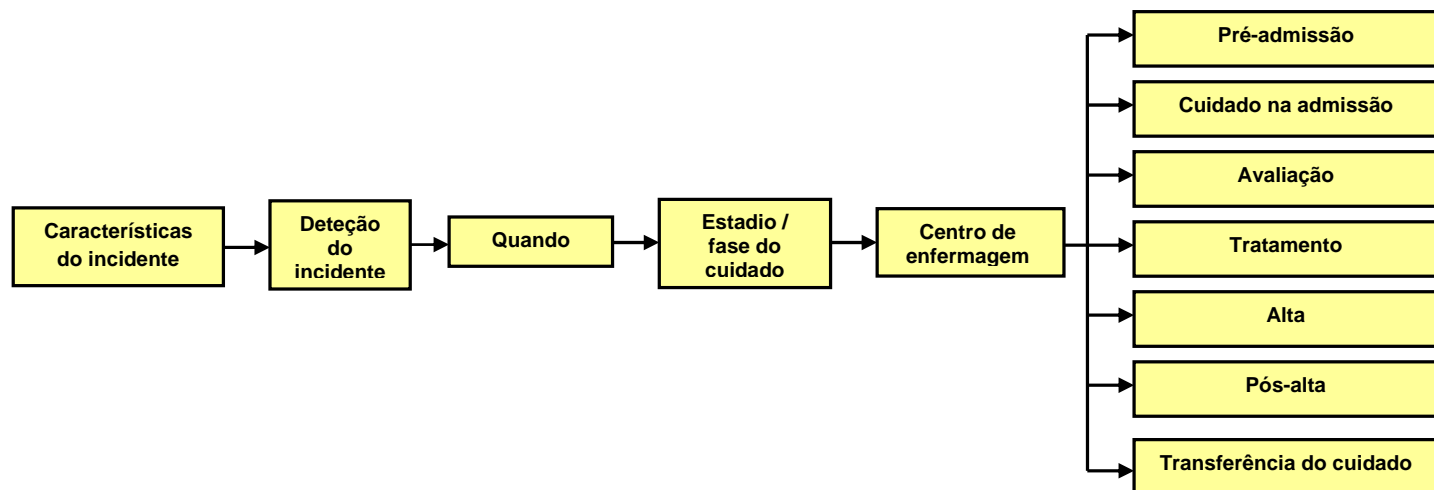 Características
do incidente
Deteção
do
incidente
Quando
Estadio /
fase do
cuidado
Centro de
enfermagem
Pré-admissão
Cuidado na admissão
Avaliação
Tratamento
Alta
Pós-alta
Transferência do cuidado